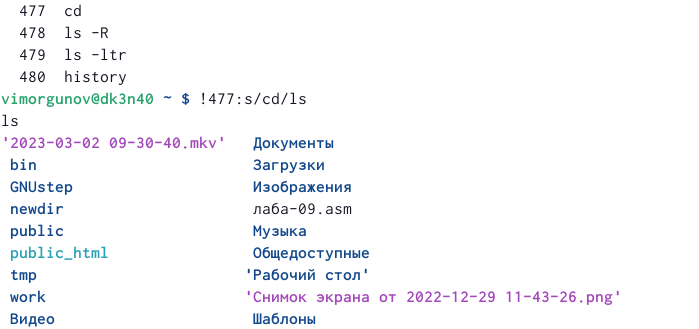 477  cd
478  ls -R
479  ls -ltr
480  history
vimorgunov@dk3n40 ~ $ !477:s/cd/ls
ls
'2023-03-02 09-30-40.mkv'   Документы
bin   Загрузки
GNUstep   Изображения
newdir   лаба-09.asm
public   Музыка
public_html   Общедоступные
tmp   'Рабочий стол'
work   'Снимок экрана от 2022-12-29 11-43-26.png'
Видео   Шаблоны